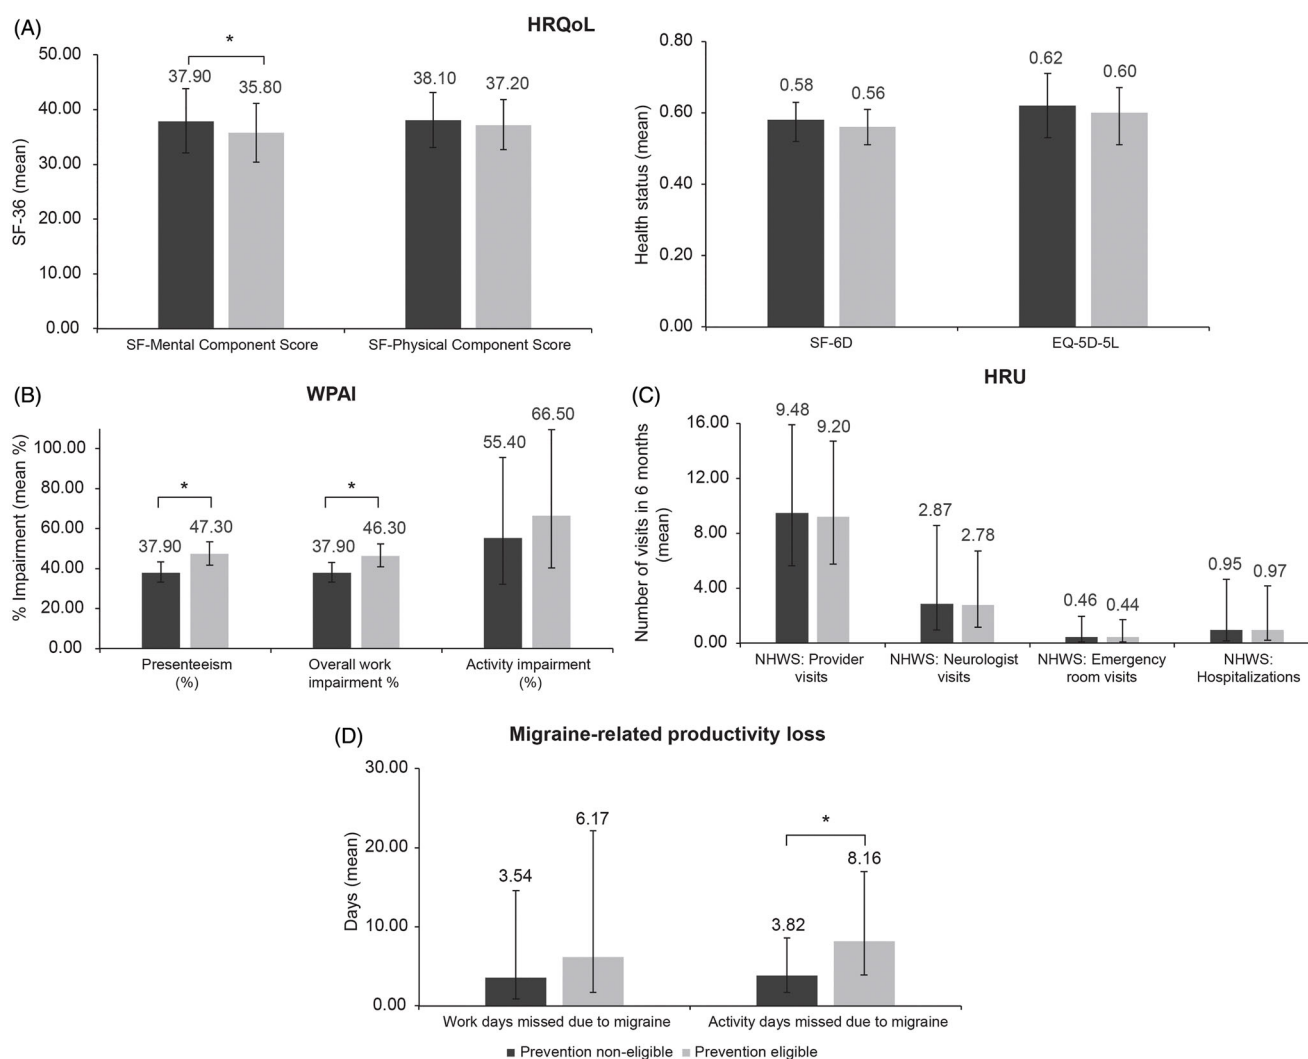 (A)
HRQoL
50.00
40.00
30.00
20.00
10.00
0.00
SF-36 (mean)
*
37.90
35.80
38.10
37.20
SF-Mental Component Score
SF-Physical Component Score
0.80
0.60
0.40
0.20
0.00
Health status (mean)
0.58
0.56
0.62
0.60
SF-6D
EQ-5D-5L
(B)
WPAI
100.00
80.00
60.00
40.00
20.00
0.00
% Impairment (mean %)
*
37.90
47.30
*
37.90
46.30
55.40
66.50
Presenteeism
(%)
Overall work
impairment %
Activity impairment
(%)
(C)
HRU
16.00
12.00
8.00
4.00
0.00
Number of visits in 6 months
(mean)
9.48
9.20
2.87
2.78
0.46
0.44
0.95
0.97
NHWS: Provider
visits
NHWS: Neurologist
visits
NHWS: Emergency
room visits
NHWS:
Hospitalizations
(D)
Migraine-related productivity loss
30.00
20.00
10.00
0.00
Days (mean)
3.54
6.17
*
3.82
8.16
Work days missed due to migraine
Activity days missed due to migraine
Prevention non-eligible
Prevention eligible